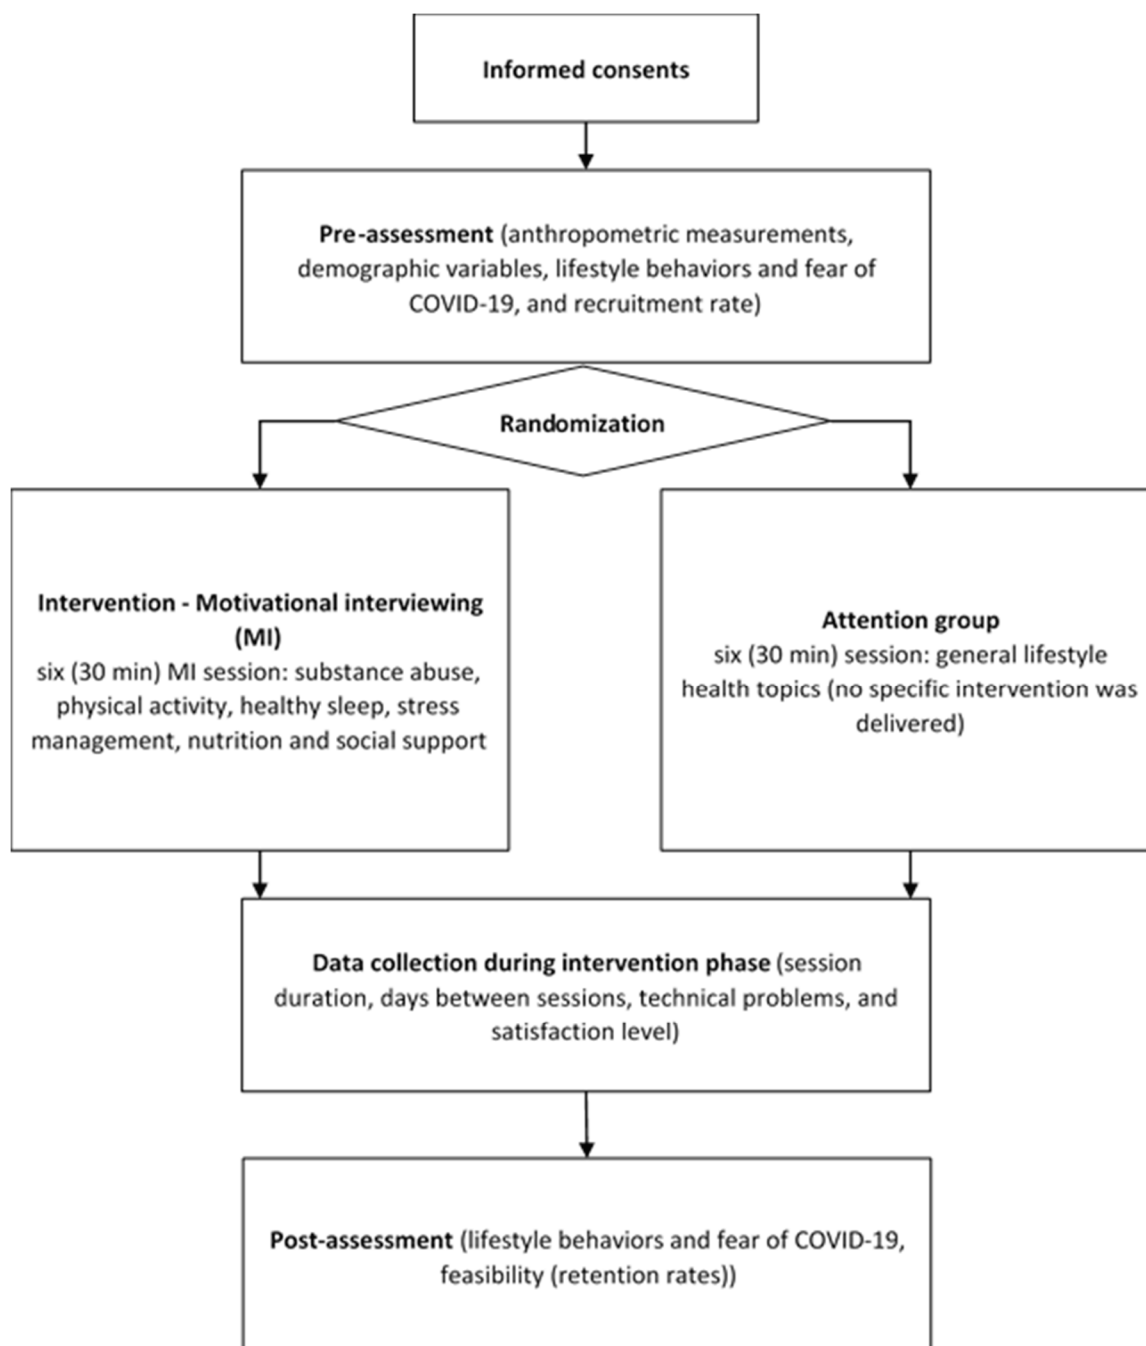 Informed consents
Pre-assessment (anthropometric measurements,
demographic variables, lifestyle behaviors and fear of
COVID-19, and recruitment rate)
Randomization
Intervention - Motivational interviewing
(MI)
six (30 min) MI session: substance abuse,
physical activity, healthy sleep, stress
management, nutrition and social support
Attention group
six (30 min) session: general lifestyle
health topics (no specific intervention was
delivered)
Data collection during intervention phase (session
duration, days between sessions, technical problems, and
satisfaction level)
Post-assessment (lifestyle behaviors and fear of COVID-19,
feasibility (retention rates))